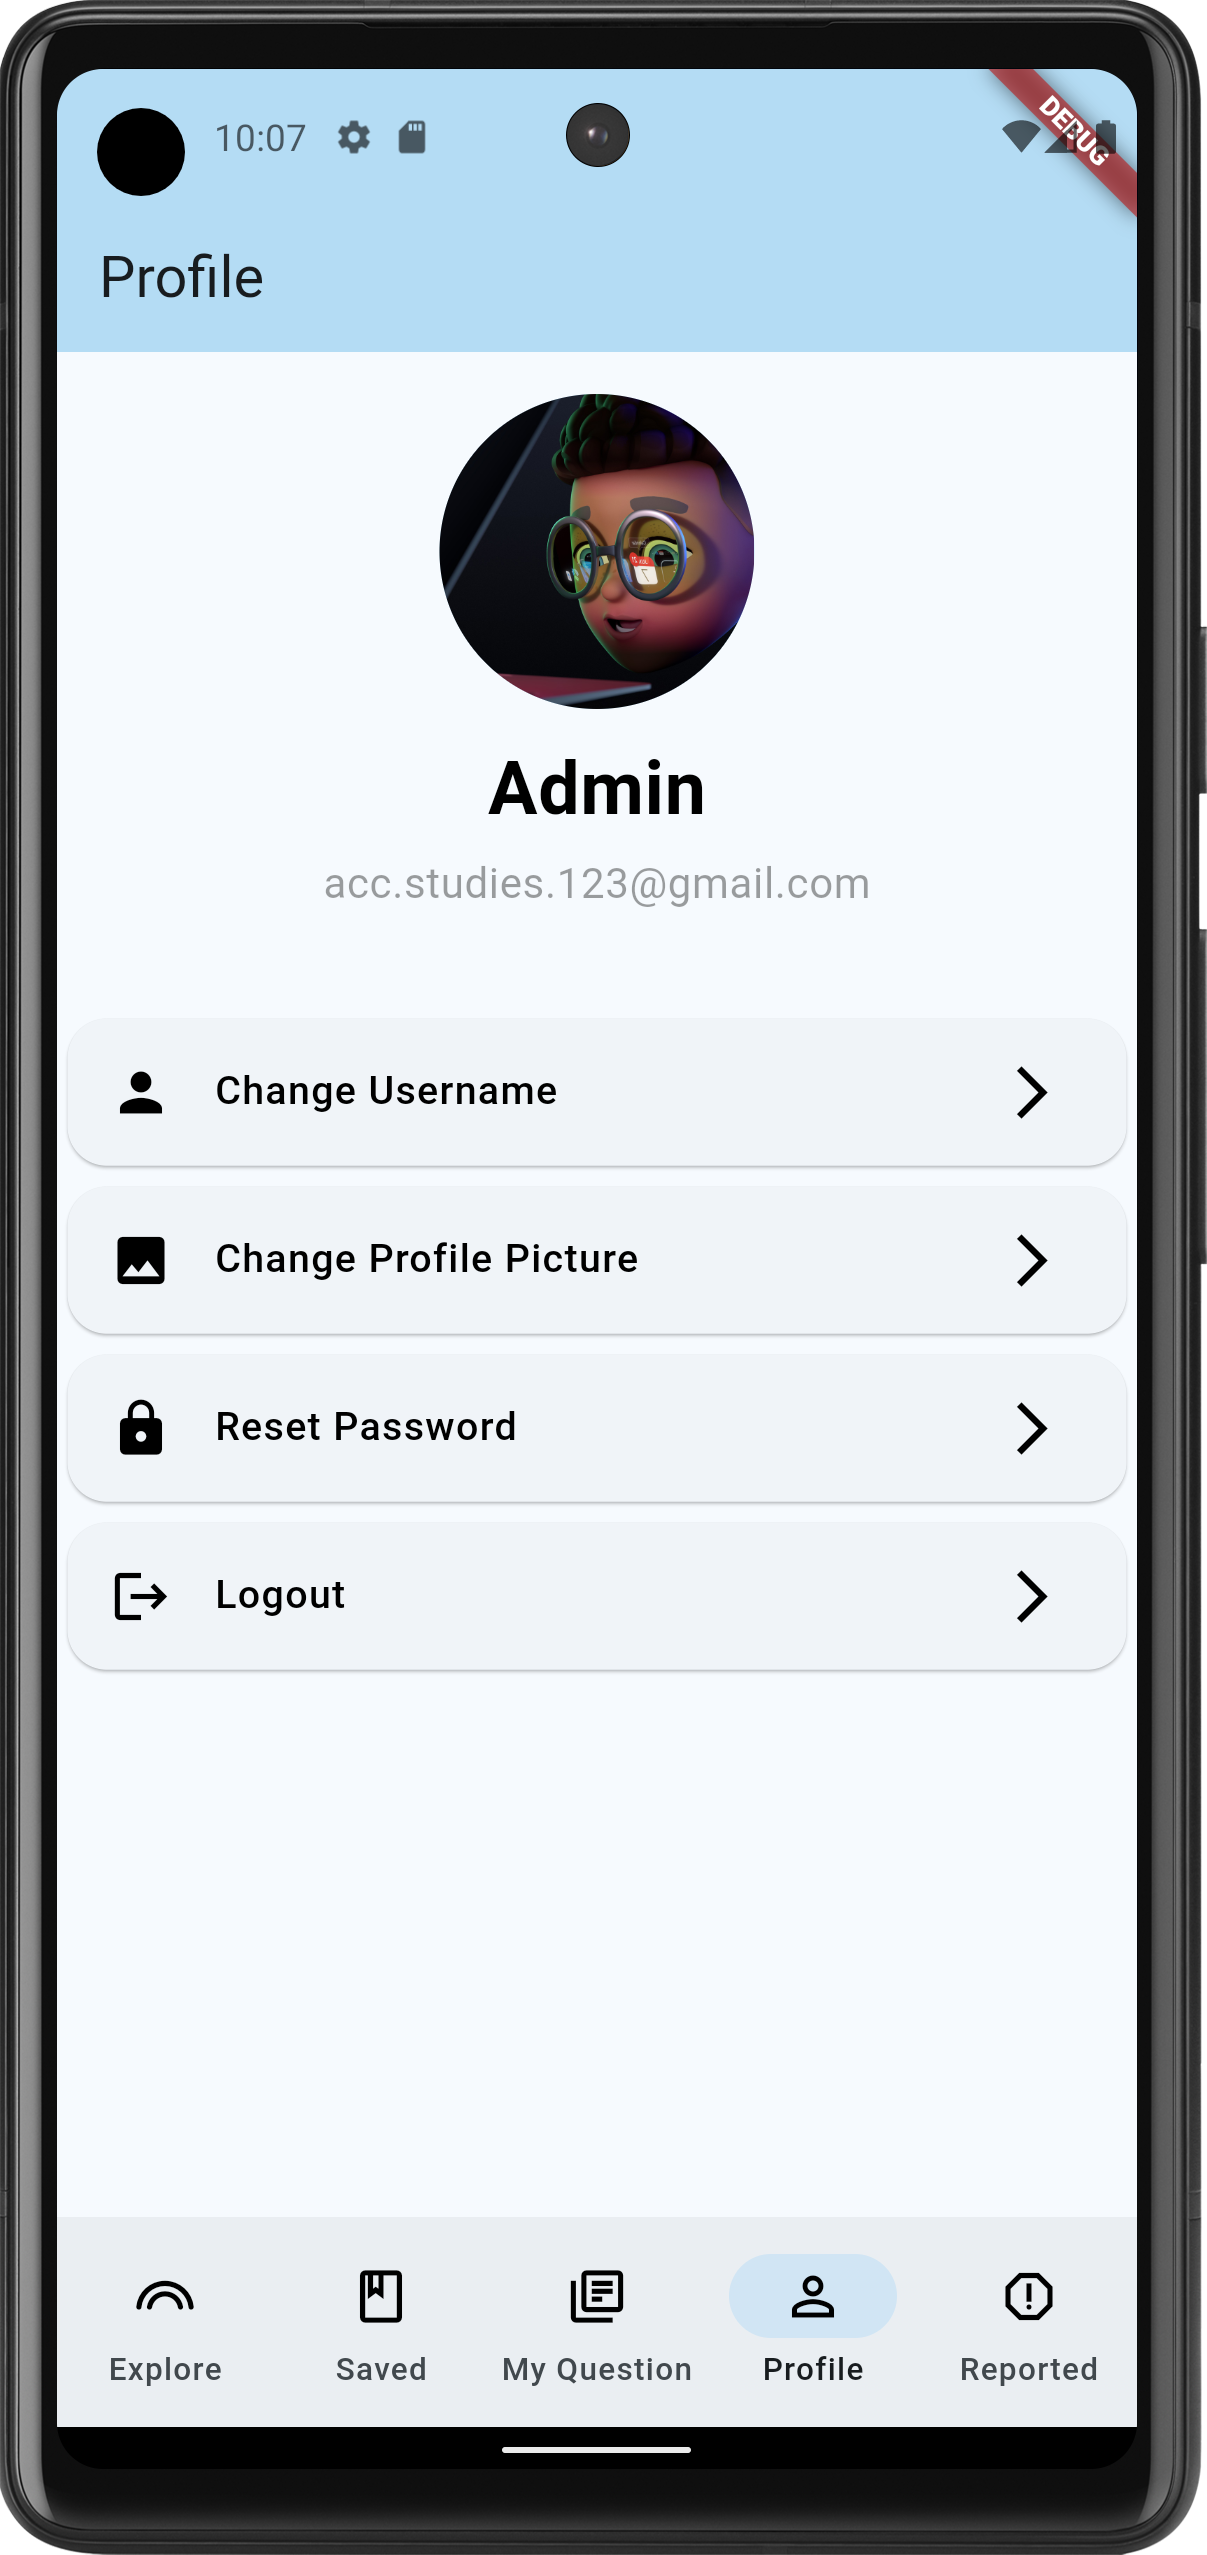 10:07
DEBUG
Profile
Admin
acc.studies.123@gmail.com
Change Username
Change Profile Picture
Reset Password
Logout
Explore
Saved
My Question
Profile
Reported